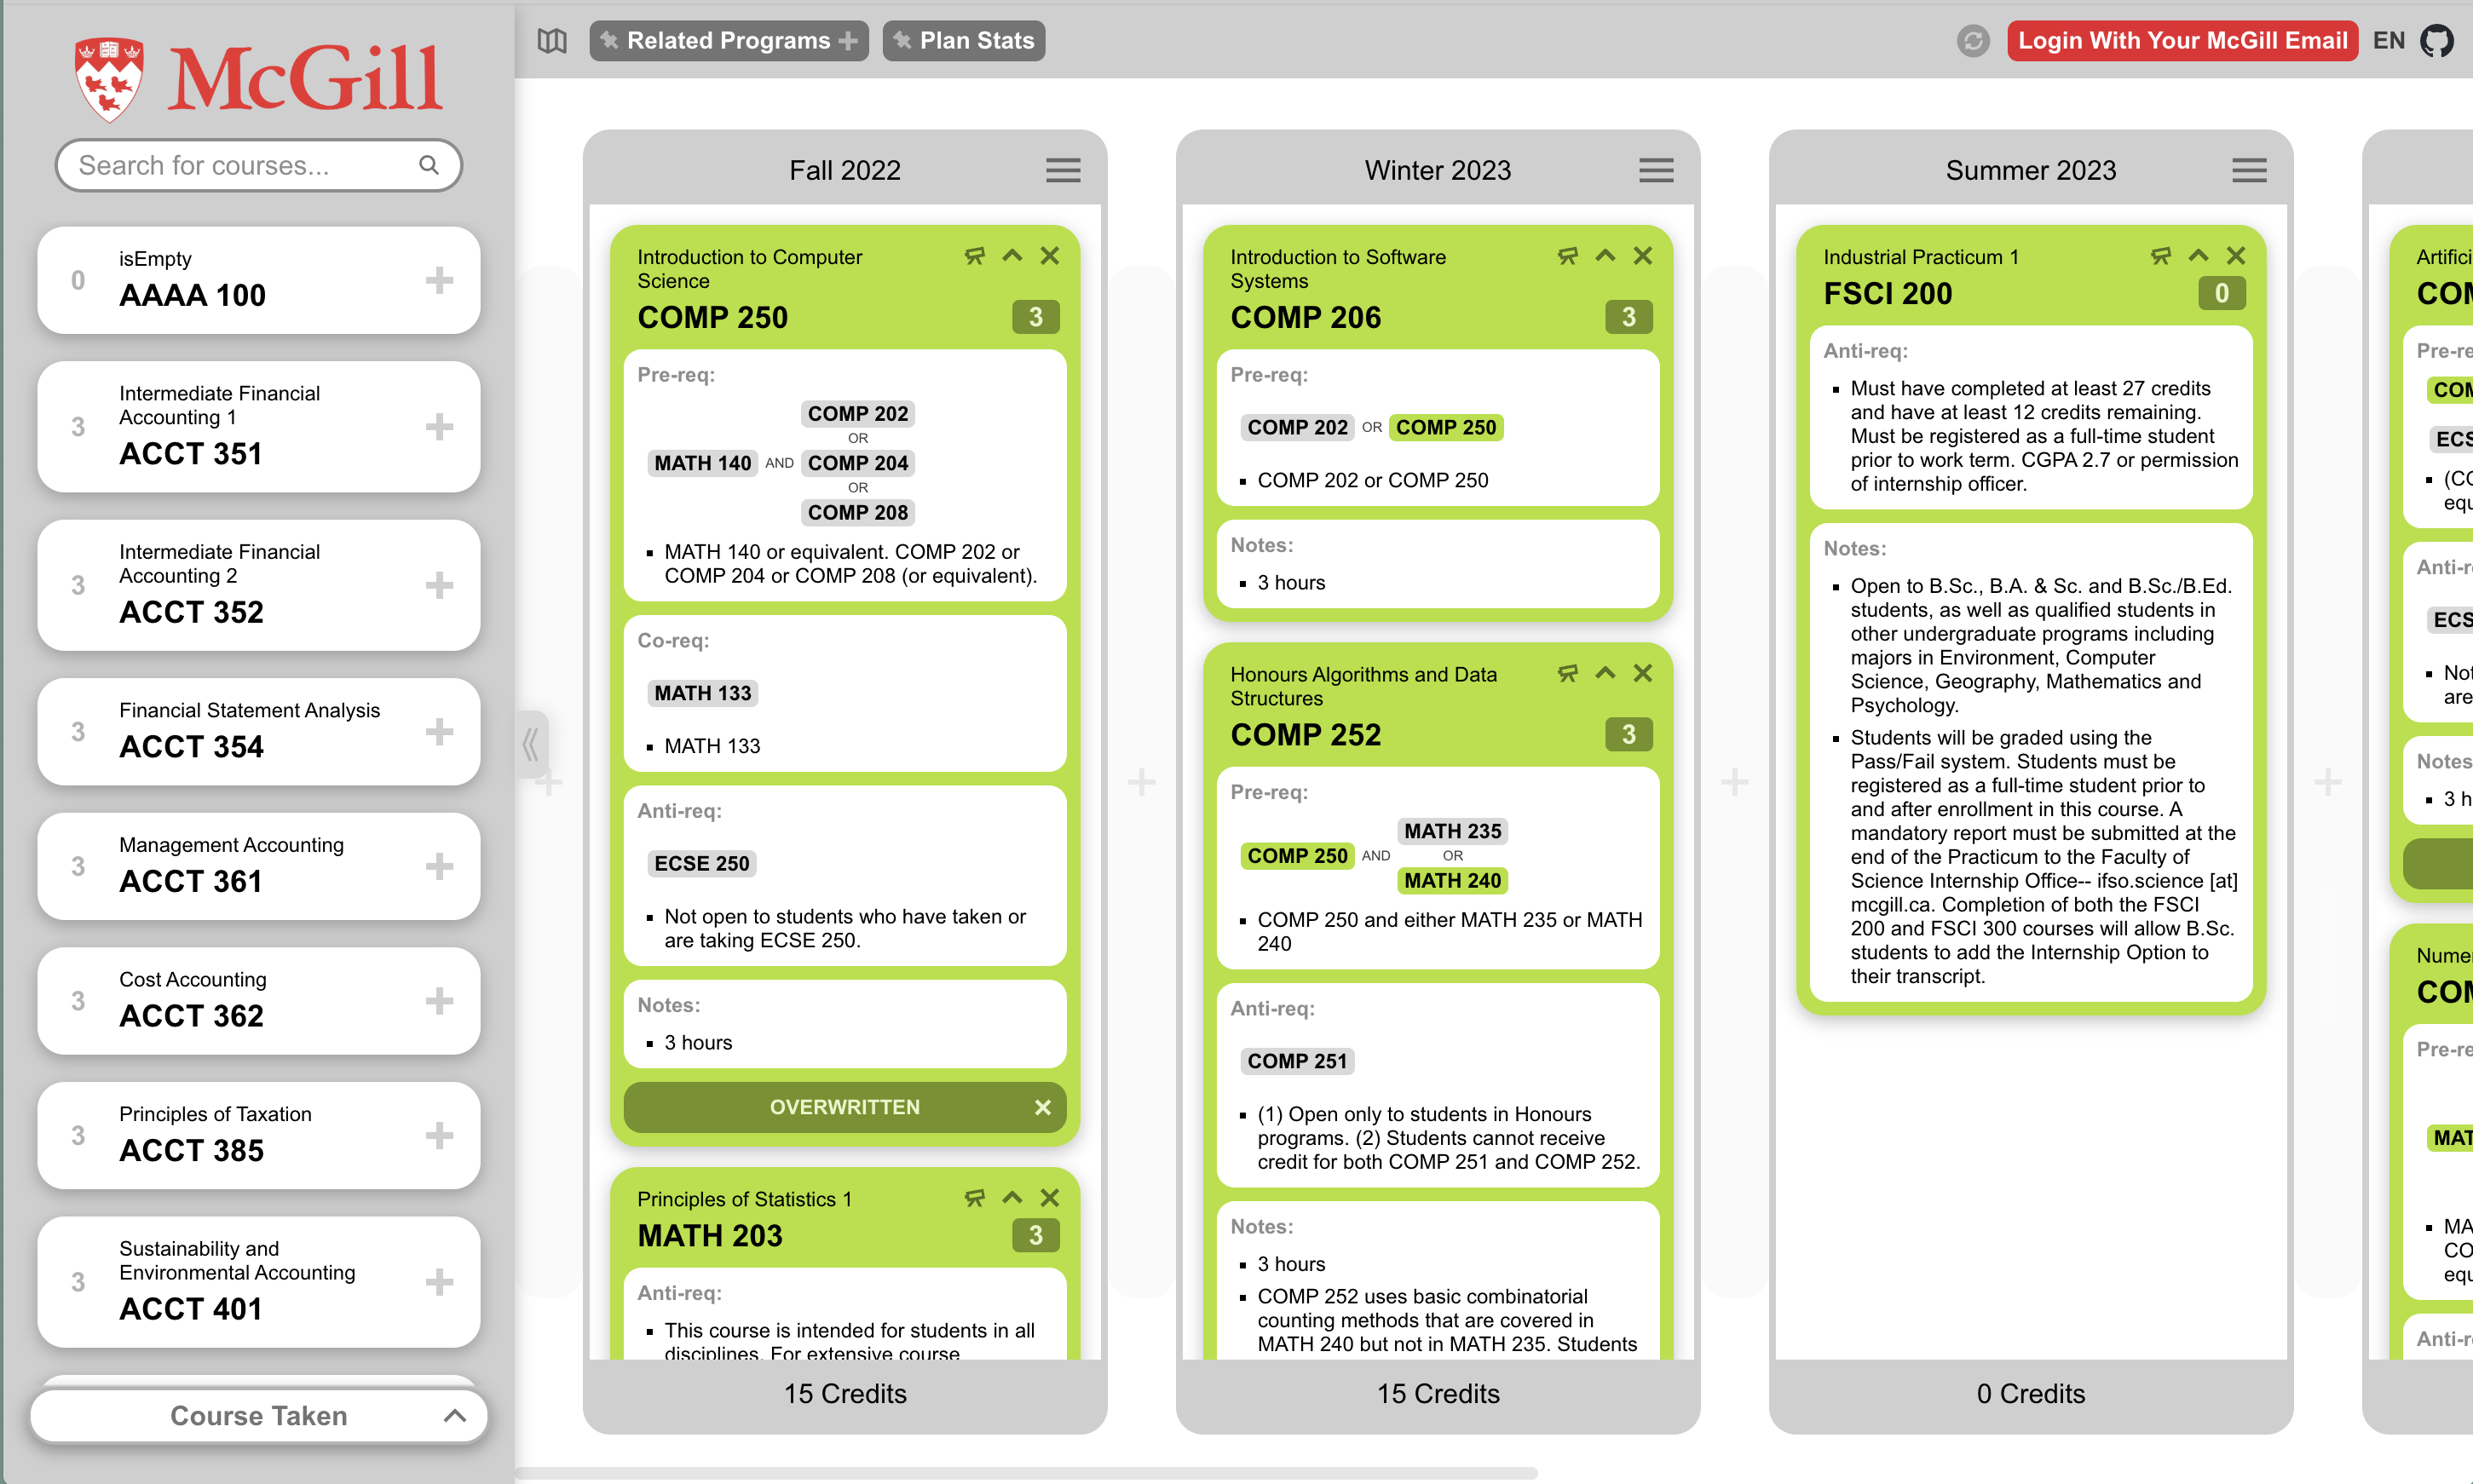 McGill
Search for courses...
0
isEmpty
AAAA 100
3
Intermediate Financial
Accounting 1
ACCT 351
3
Intermediate Financial
Accounting 2
ACCT 352
3
Financial Statement Analysis
ACCT 354
3
Management Accounting
ACCT 361
3
Cost Accounting
ACCT 362
3
Principles of Taxation
ACCT 385
3
Sustainability and
Environmental Accounting
ACCT 401
Course Taken
Related Programs
Plan Stats
Login With Your McGill Email
EN
Fall 2022
Introduction to Computer
Science
COMP 250
3
Pre-req:
COMP 202
OR
MATH 140 AND COMP 204
OR
COMP 208
MATH 140 or equivalent. COMP 202 or
COMP 204 or COMP 208 (or equivalent).
Co-req:
MATH 133
MATH 133
Anti-req:
ECSE 250
Not open to students who have taken or
are taking ECSE 250.
Notes:
3 hours
OVERWRITTEN
Principles of Statistics 1
MATH 203
3
Anti-req:
This course is intended for students in all
disciplines. For extensive course
15 Credits
Winter 2023
Introduction to Software
Systems
COMP 206
3
Pre-req:
COMP 202 OR COMP 250
COMP 202 or COMP 250
Notes:
3 hours
Honours Algorithms and Data
Structures
COMP 252
3
Pre-req:
MATH 235
COMP 250 AND OR
MATH 240
COMP 250 and either MATH 235 or MATH
240
Anti-req:
COMP 251
(1) Open only to students in Honours
programs. (2) Students cannot receive
credit for both COMP 251 and COMP 252.
Notes:
3 hours
COMP 252 uses basic combinatorial
counting methods that are covered in
MATH 240 but not in MATH 235. Students
15 Credits
Summer 2023
Industrial Practicum 1
FSCI 200
0
Anti-req:
Must have completed at least 27 credits
and have at least 12 credits remaining.
Must be registered as a full-time student
prior to work term. CGPA 2.7 or permission
of internship officer.
Notes:
Open to B.Sc., B.A. & Sc. and B.Sc./B.Ed.
students, as well as qualified students in
other undergraduate programs including
majors in Environment, Computer
Science, Geography, Mathematics and
Psychology.
Students will be graded using the
Pass/Fail system. Students must be
registered as a full-time student prior to
and after enrollment in this course. A
mandatory report must be submitted at the
end of the Practicum to the Faculty of
Science Internship Office-- ifso.science [at]
mcgill.ca. Completion of both the FSCI
200 and FSCI 300 courses will allow B.Sc.
students to add the Internship Option to
their transcript.
0 Credits
Pre-re
ECS
equ
Anti-r
ECS
Not
are
Notes
3 h
Pre-re
MAT
MA
CO
equ
Anti-r